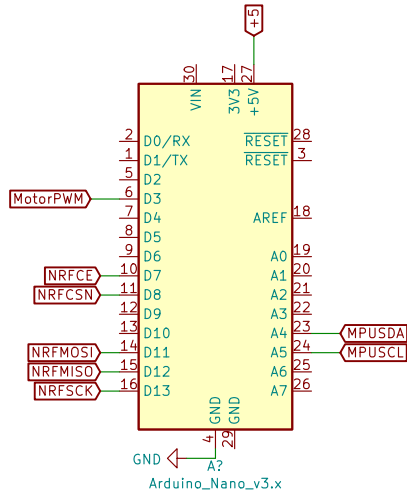 +5
30 17 27
VIN 3V3 +5V
2 D0/RX RESET 28
1 D1/TX RESET 3
5 D2
MotorPWM 6 D3
7 D4 AREF 18
8 D5
9 D6 A0 19
NRFCE 10 D7 A1 20
NRFCSN 11 D8 A2 21
12 D9 A3 22
13 D10 A4 23 MPUSDA
NRFMOSI 14 D11 A5 24 MPUSCL
NRFMISO 15 D12 A6 25
NRFSCK 16 D13 A7 26
GND GND
4 29
GND A?
Arduino_Nano_v3.x